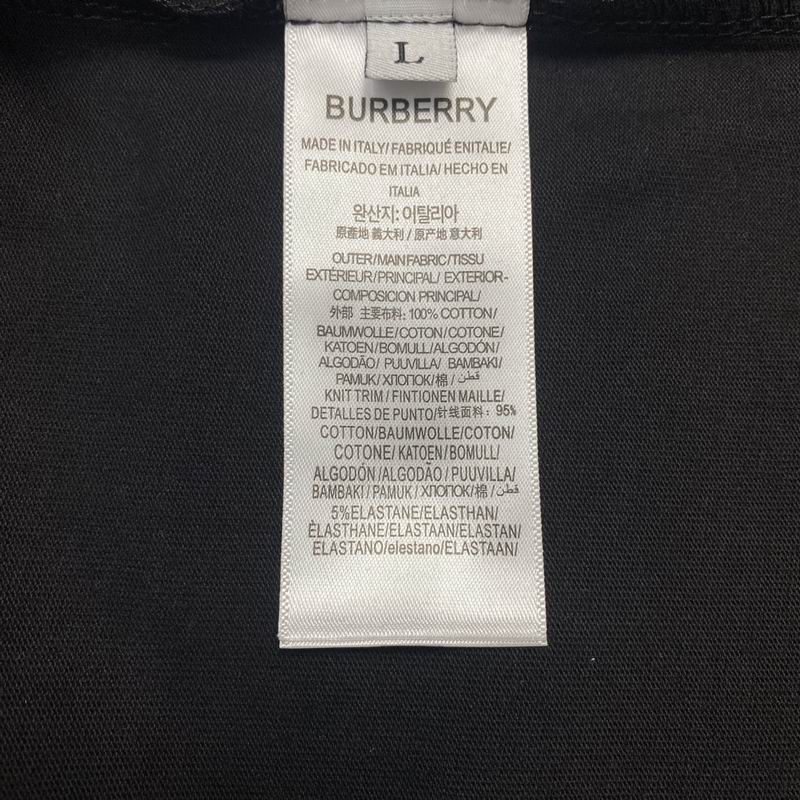 L
BURBERRY
MADE IN ITALY/ FABRIQUÉ ENITALIE/
FABRICADO EM ITALIA/ HECHO EN
ITALIA
완산지: 어탈리아
原產地 義大利 / 原产地 意大利
OUTER/MAIN FABRIC/TISSU
EXTÉRIEUR/PRINCIPAL/ EXTERIOR-
COMPOSICION PRINCIPAL/
外部 主要布料: 100% COTTON/
BAUMWOLLE/COTON/COTONE/
KATOEN/BOMULL/ALGODÓN/
ALGODÃO/ PUUVILLA/ BAMBAKI/
PAMUK/ХЛОПОК/棉/ قطن
KNIT TRIM / FINTIONEN MAILLE/
DETALLES DE PUNTO/针线面料: 95%
COTTON/BAUMWOLLE/COTON/
COTONE/ KATOEN/BOMULL/
ALGODÓN/ALGODÃO/PUUVILLA/
BAMBAKI/PAMUK/ХЛОПОК/棉/قطن/
5%ELASTANE/ELASTHAN/
ÈLASTHANE/ELASTAAN/ELASTAN/
ELASTANO/elestano/ELASTAAN/